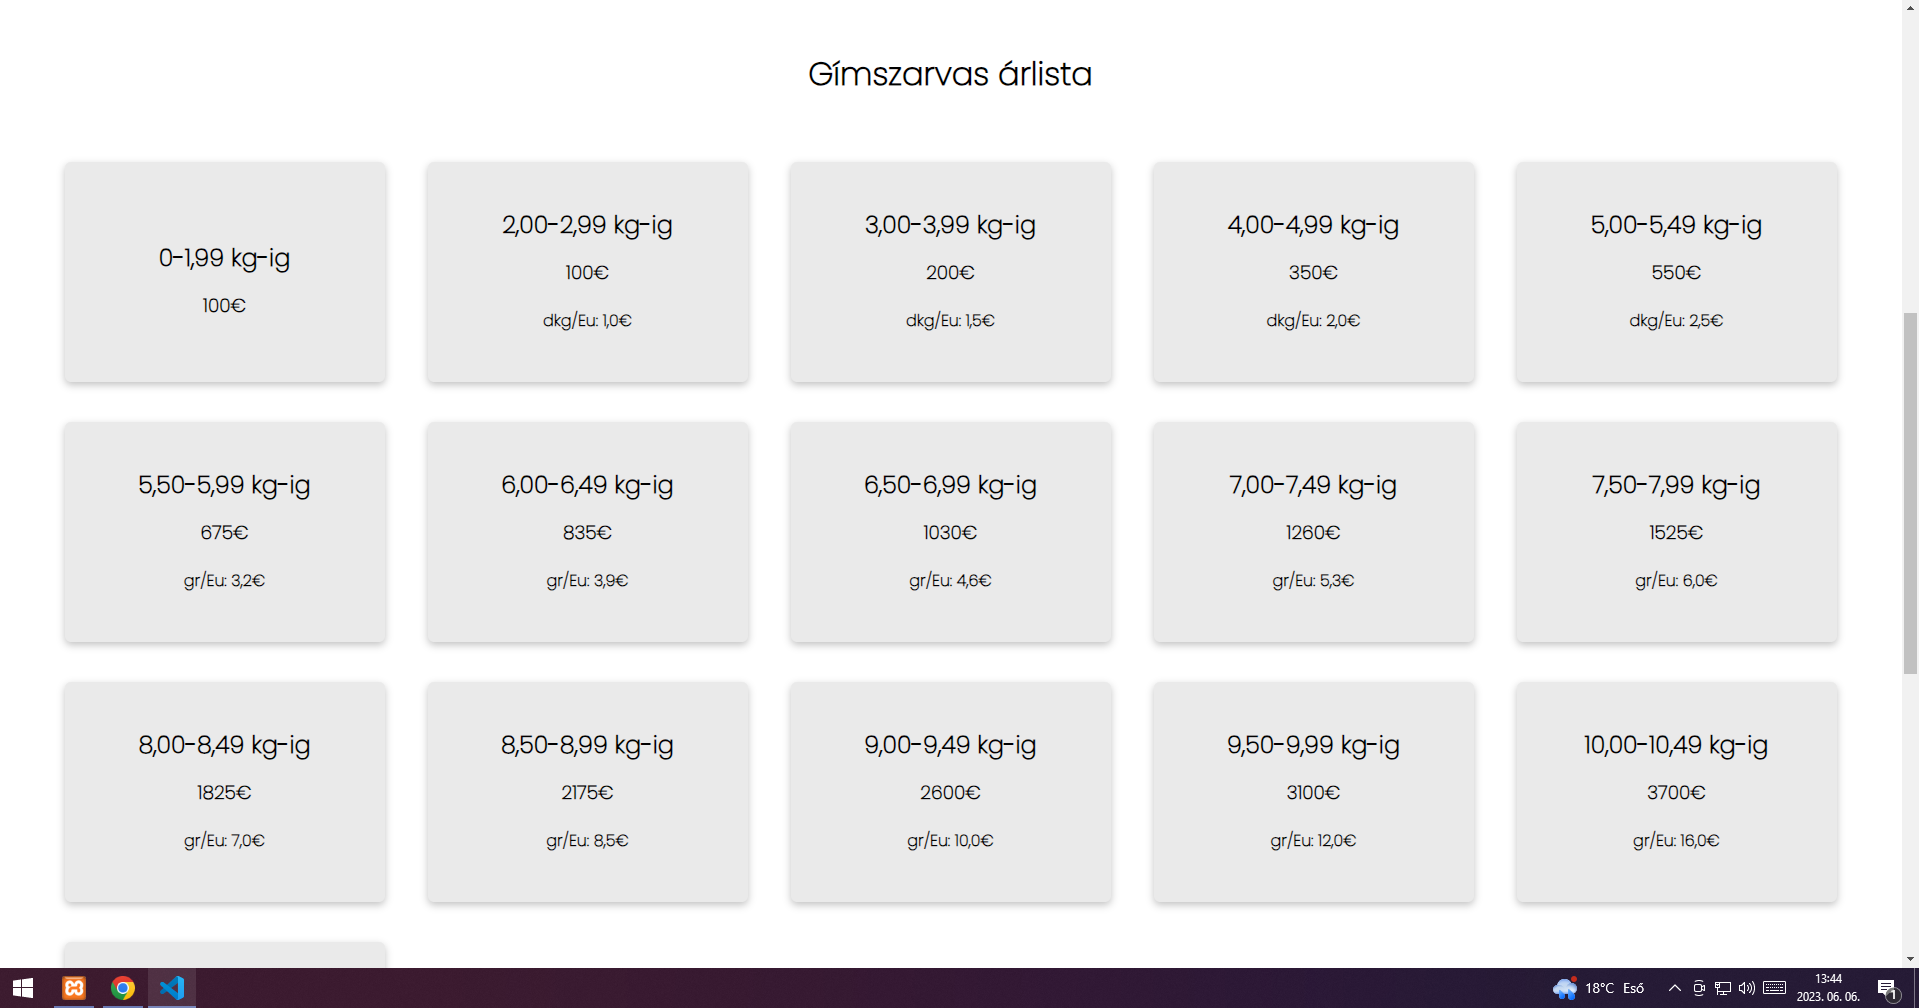 Gímszarvas árlista
0-1,99 kg-ig
100€
2,00-2,99 kg-ig
100€
dkg/Eu: 1,0€
3,00-3,99 kg-ig
200€
dkg/Eu: 1,5€
4,00-4,99 kg-ig
350€
dkg/Eu: 2,0€
5,00-5,49 kg-ig
550€
dkg/Eu: 2,5€
5,50-5,99 kg-ig
675€
gr/Eu: 3,2€
6,00-6,49 kg-ig
835€
gr/Eu: 3,9€
6,50-6,99 kg-ig
1030€
gr/Eu: 4,6€
7,00-7,49 kg-ig
1260€
gr/Eu: 5,3€
7,50-7,99 kg-ig
1525€
gr/Eu: 6,0€
8,00-8,49 kg-ig
1825€
gr/Eu: 7,0€
8,50-8,99 kg-ig
2175€
gr/Eu: 8,5€
9,00-9,49 kg-ig
2600€
gr/Eu: 10,0€
9,50-9,99 kg-ig
3100€
gr/Eu: 12,0€
10,00-10,49 kg-ig
3700€
gr/Eu: 16,0€
18°C Eső
13:44
2023. 06. 06.
1